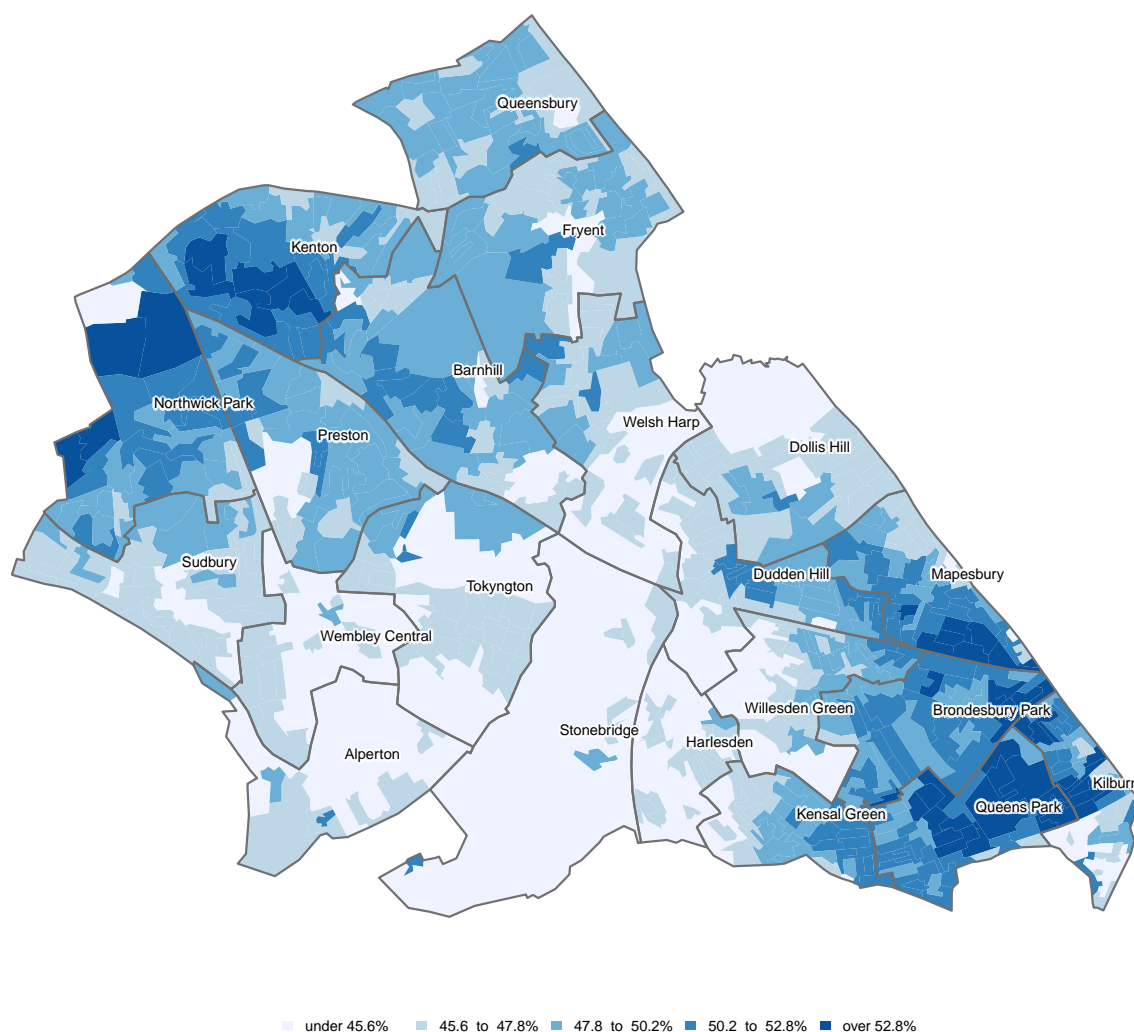 Queensbury
Fryent
Kenton
Barnhill
Northwick Park
Welsh Harp
Preston
Dollis Hill
Sudbury
Dudden Hill
Mapesbury
Tokyngton
Wembley Central
Willesden Green
Brondesbury Park
Stonebridge
Harlesden
Alperton
Kilburn
Queens Park
Kensal Green
under 45.6%
45.6 to 47.8%
47.8 to 50.2%
50.2 to 52.8%
over 52.8%